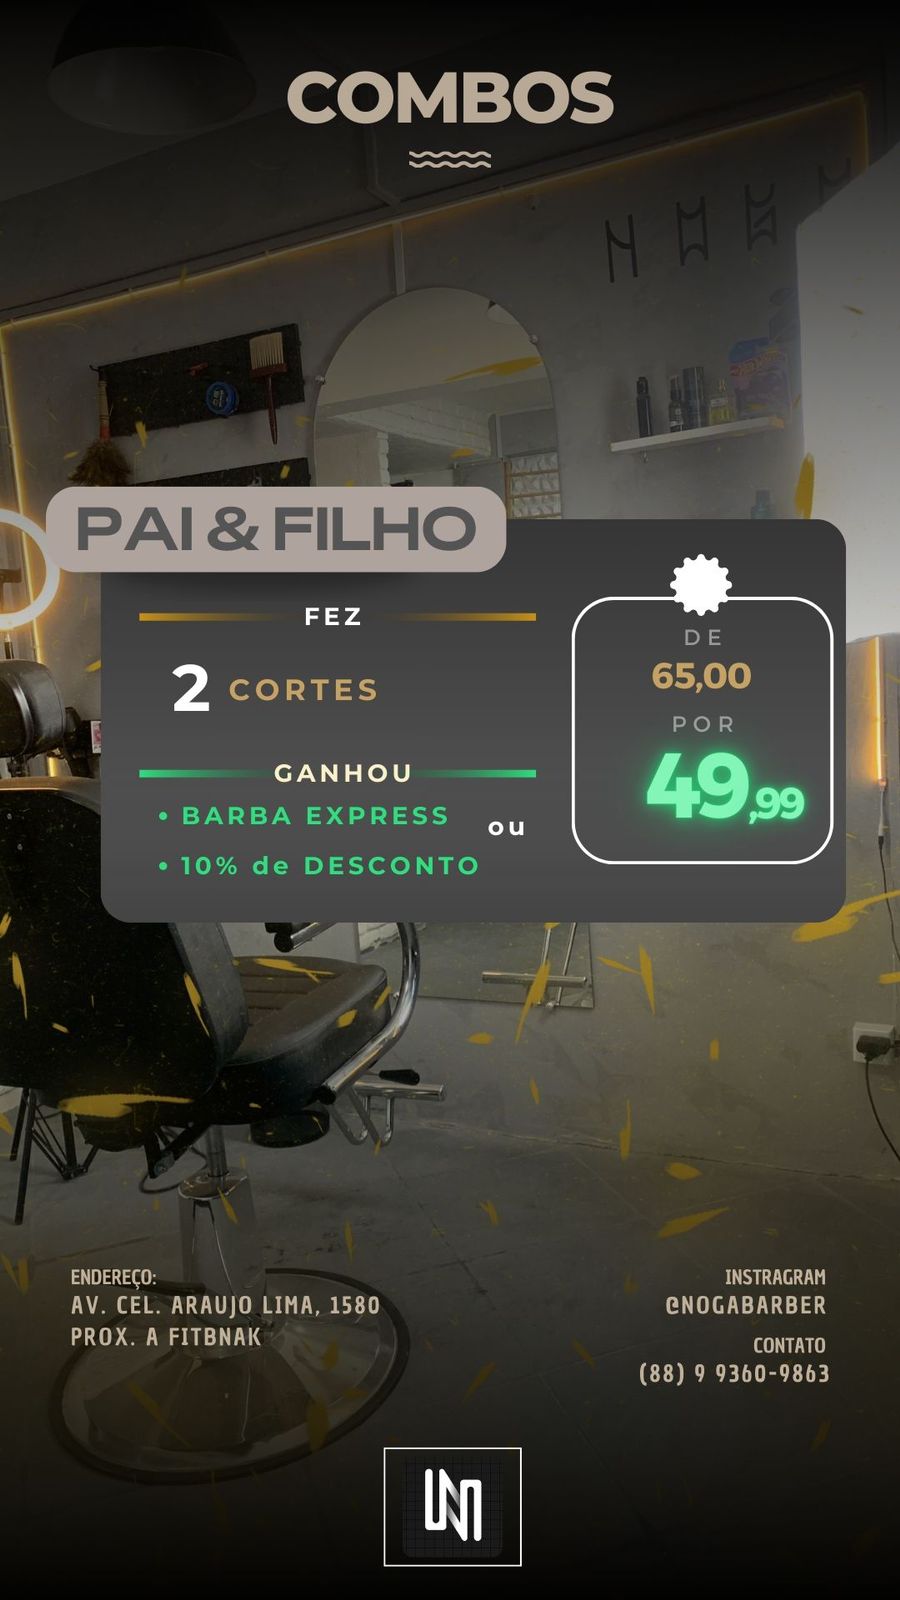 COMBOS
NOGA
PAI & FILHO
FEZ
2 CORTES
GANHOU
• BARBA EXPRESS
ou
• 10% de DESCONTO
DE
65,00
POR
49,99
ENDEREÇO:
AV. CEL. ARAUJO LIMA, 1580
PROX. A FITBNAK
INSTRAGRAM
@NOGABARBER
CONTATO
(88) 9 9360-9863